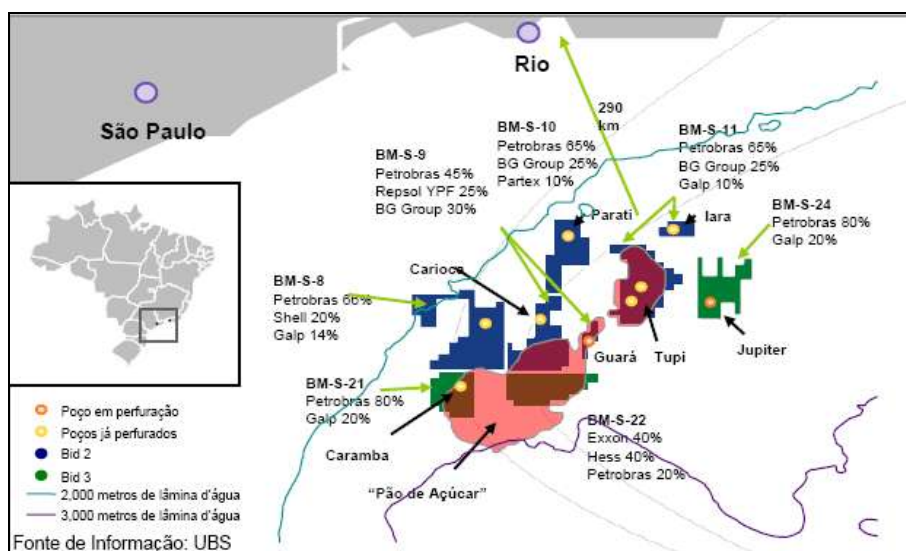 Rio
São Paulo
290
km
BM-S-9
Petrobras 45%
Repsol YPF 25%
BG Group 30%
BM-S-10
Petrobras 65%
BG Group 25%
Partex 10%
BM-S-11
Petrobras 65%
BG Group 25%
Galp 10%
BM-S-24
Petrobras 80%
Galp 20%
Parati
Iara
Carioca
BM-S-8
Petrobras 66%
Shell 20%
Galp 14%
Guará
Tupi
Jupiter
BM-S-21
Petrobras 80%
Galp 20%
Caramba
BM-S-22
Exxon 40%
Hess 40%
Petrobras 20%
"Pão de Açúcar"
Poço em perfuração
Poços já perfurados
Bid 2
Bid 3
2,000 metros de lâmina d'água
3,000 metros de lâmina d'água
Fonte de Informação: UBS